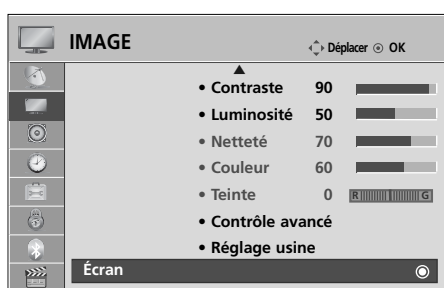 IMAGE
Déplacer OK
• Contraste 90
• Luminosité 50
• Netteté 70
• Couleur 60
• Teinte 0 R G
• Contrôle avancé
• Réglage usine
Écran